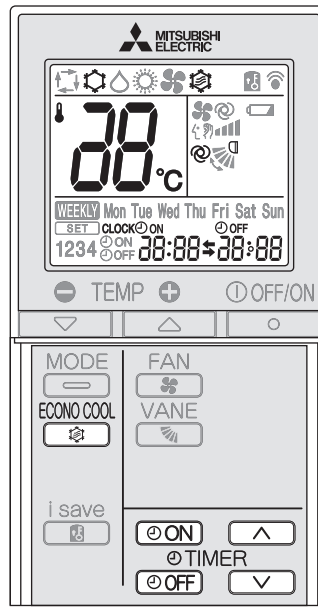 MITSUBISHI
ELECTRIC
88°C
WEEKLY Mon Tue Wed Thu Fri Sat Sun
SET CLOCK ON OFF
1234 ON OFF 88:88 88:88
TEMP OFF/ON
MODE FAN
ECONO COOL VANE
i save
ON
TIMER
OFF